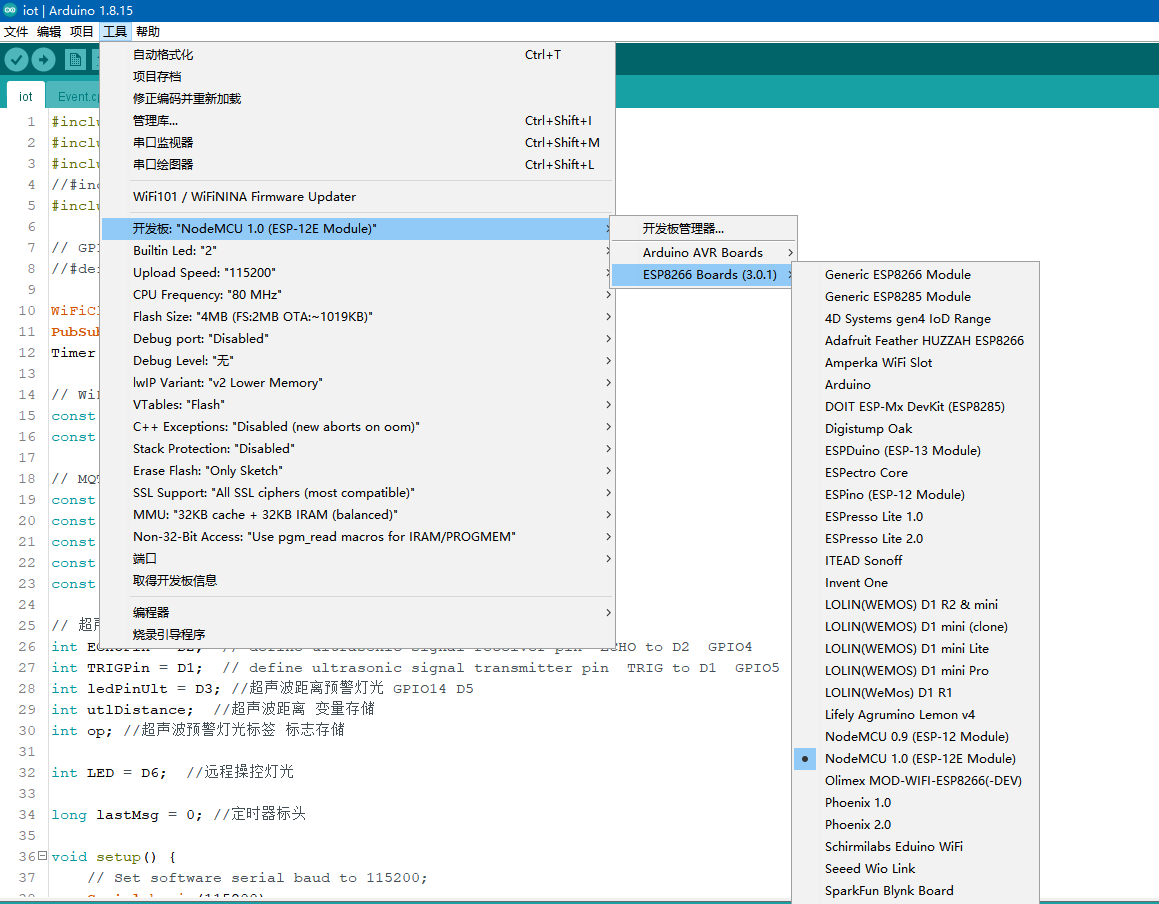 iot | Arduino 1.8.15
文件 编辑 项目 工具 帮助
iot
自动格式化 Ctrl+T
项目存档
修正编码并重新加载
管理库... Ctrl+Shift+I
串口监视器 Ctrl+Shift+M
串口绘图器 Ctrl+Shift+L
WiFi101 / WiFiNINA Firmware Updater
开发板: "NodeMCU 1.0 (ESP-12E Module)"
Builtin Led: "2"
Upload Speed: "115200"
CPU Frequency: "80 MHz"
Flash Size: "4MB (FS:2MB OTA:~1019KB)"
Debug port: "Disabled"
Debug Level: "无"
lwIP Variant: "v2 Lower Memory"
VTables: "Flash"
C++ Exceptions: "Disabled (new aborts on oom)"
Stack Protection: "Disabled"
Erase Flash: "Only Sketch"
SSL Support: "All SSL ciphers (most compatible)"
MMU: "32KB cache + 32KB IRAM (balanced)"
Non-32-Bit Access: "Use pgm_read macros for IRAM/PROGMEM"
端口
取得开发板信息
编程器
烧录引导程序
开发板管理器...
Arduino AVR Boards
ESP8266 Boards (3.0.1)
Generic ESP8266 Module
Generic ESP8285 Module
4D Systems gen4 IoD Range
Adafruit Feather HUZZAH ESP8266
Amperka WiFi Slot
Arduino
DOIT ESP-Mx DevKit (ESP8285)
Digistump Oak
ESPDuino (ESP-13 Module)
ESPectro Core
ESPino (ESP-12 Module)
ESPresso Lite 1.0
ESPresso Lite 2.0
ITEAD Sonoff
Invent One
LOLIN(WEMOS) D1 R2 & mini
LOLIN(WEMOS) D1 mini (clone)
LOLIN(WEMOS) D1 mini Lite
LOLIN(WEMOS) D1 mini Pro
LOLIN(WeMos) D1 R1
Lifely Agrumino Lemon v4
NodeMCU 0.9 (ESP-12 Module)
NodeMCU 1.0 (ESP-12E Module)
Olimex MOD-WIFI-ESP8266(-DEV)
Phoenix 1.0
Phoenix 2.0
Schirmilabs Eduino WiFi
Seeed Wio Link
SparkFun Blynk Board
1 #inclu
2 #inclu
3 #inclu
4 //#inc
5 #inclu
6
7 // GPI
8 //#de
9
10 WiFiCl
11 PubSub
12 Timer
13
14 // WiF
15 const
16 const
17
18 // MQT
19 const
20 const
21 const
22 const
23 const
24
25 // 超声
26 int ECHOPin = D2; // define ultrasonic signal receiver pin ECHO to D2 GPIO4
27 int TRIGPin = D1; // define ultrasonic signal transmitter pin TRIG to D1 GPIO5
28 int ledPinUlt = D3; //超声波距离预警灯光 GPIO14 D5
29 int utlDistance; //超声波距离 变量存储
30 int op; //超声波预警灯光标签 标志存储
31
32 int LED = D6; //远程操控灯光
33
34 long lastMsg = 0; //定时器标头
35
36 void setup() {
37 // Set software serial baud to 115200;